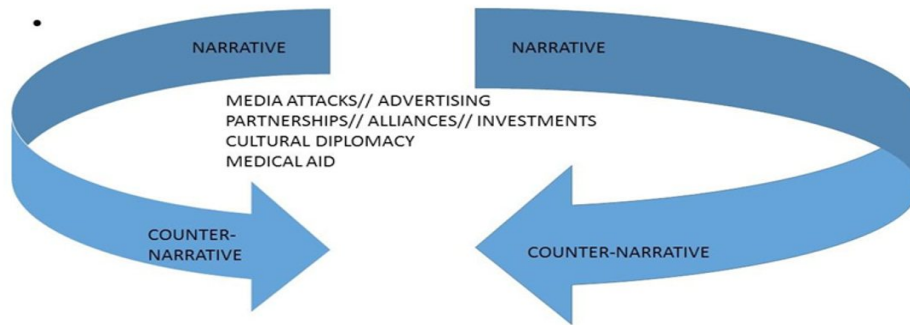 NARRATIVE
NARRATIVE
MEDIA ATTACKS// ADVERTISING
PARTNERSHIPS// ALLIANCES// INVESTMENTS
CULTURAL DIPLOMACY
MEDICAL AID
COUNTER-
NARRATIVE
COUNTER-NARRATIVE